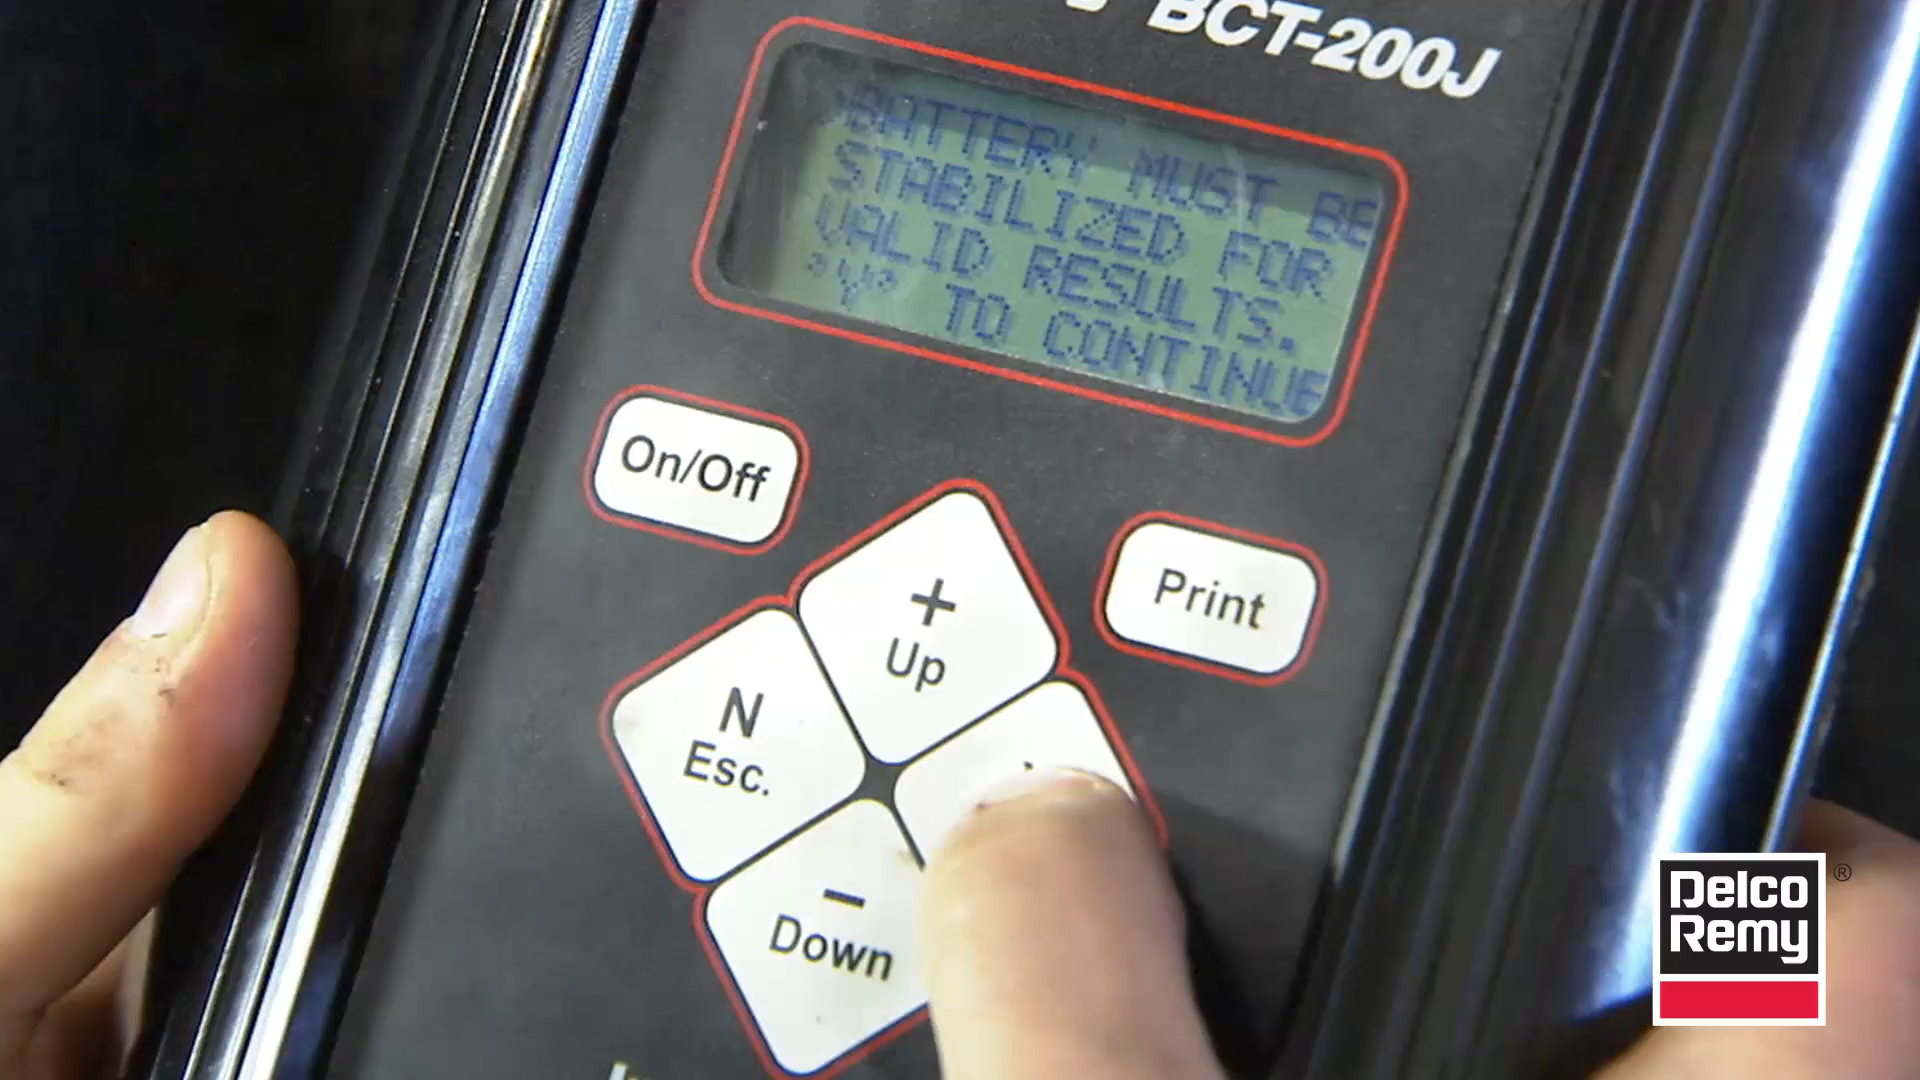 BCT-200J
BATTERY MUST BE
STABILIZED FOR
VALID RESULTS.
'Y' TO CONTINUE
On/Off
Print
+
Up
N
Esc.
−
Down
Delco
Remy
®